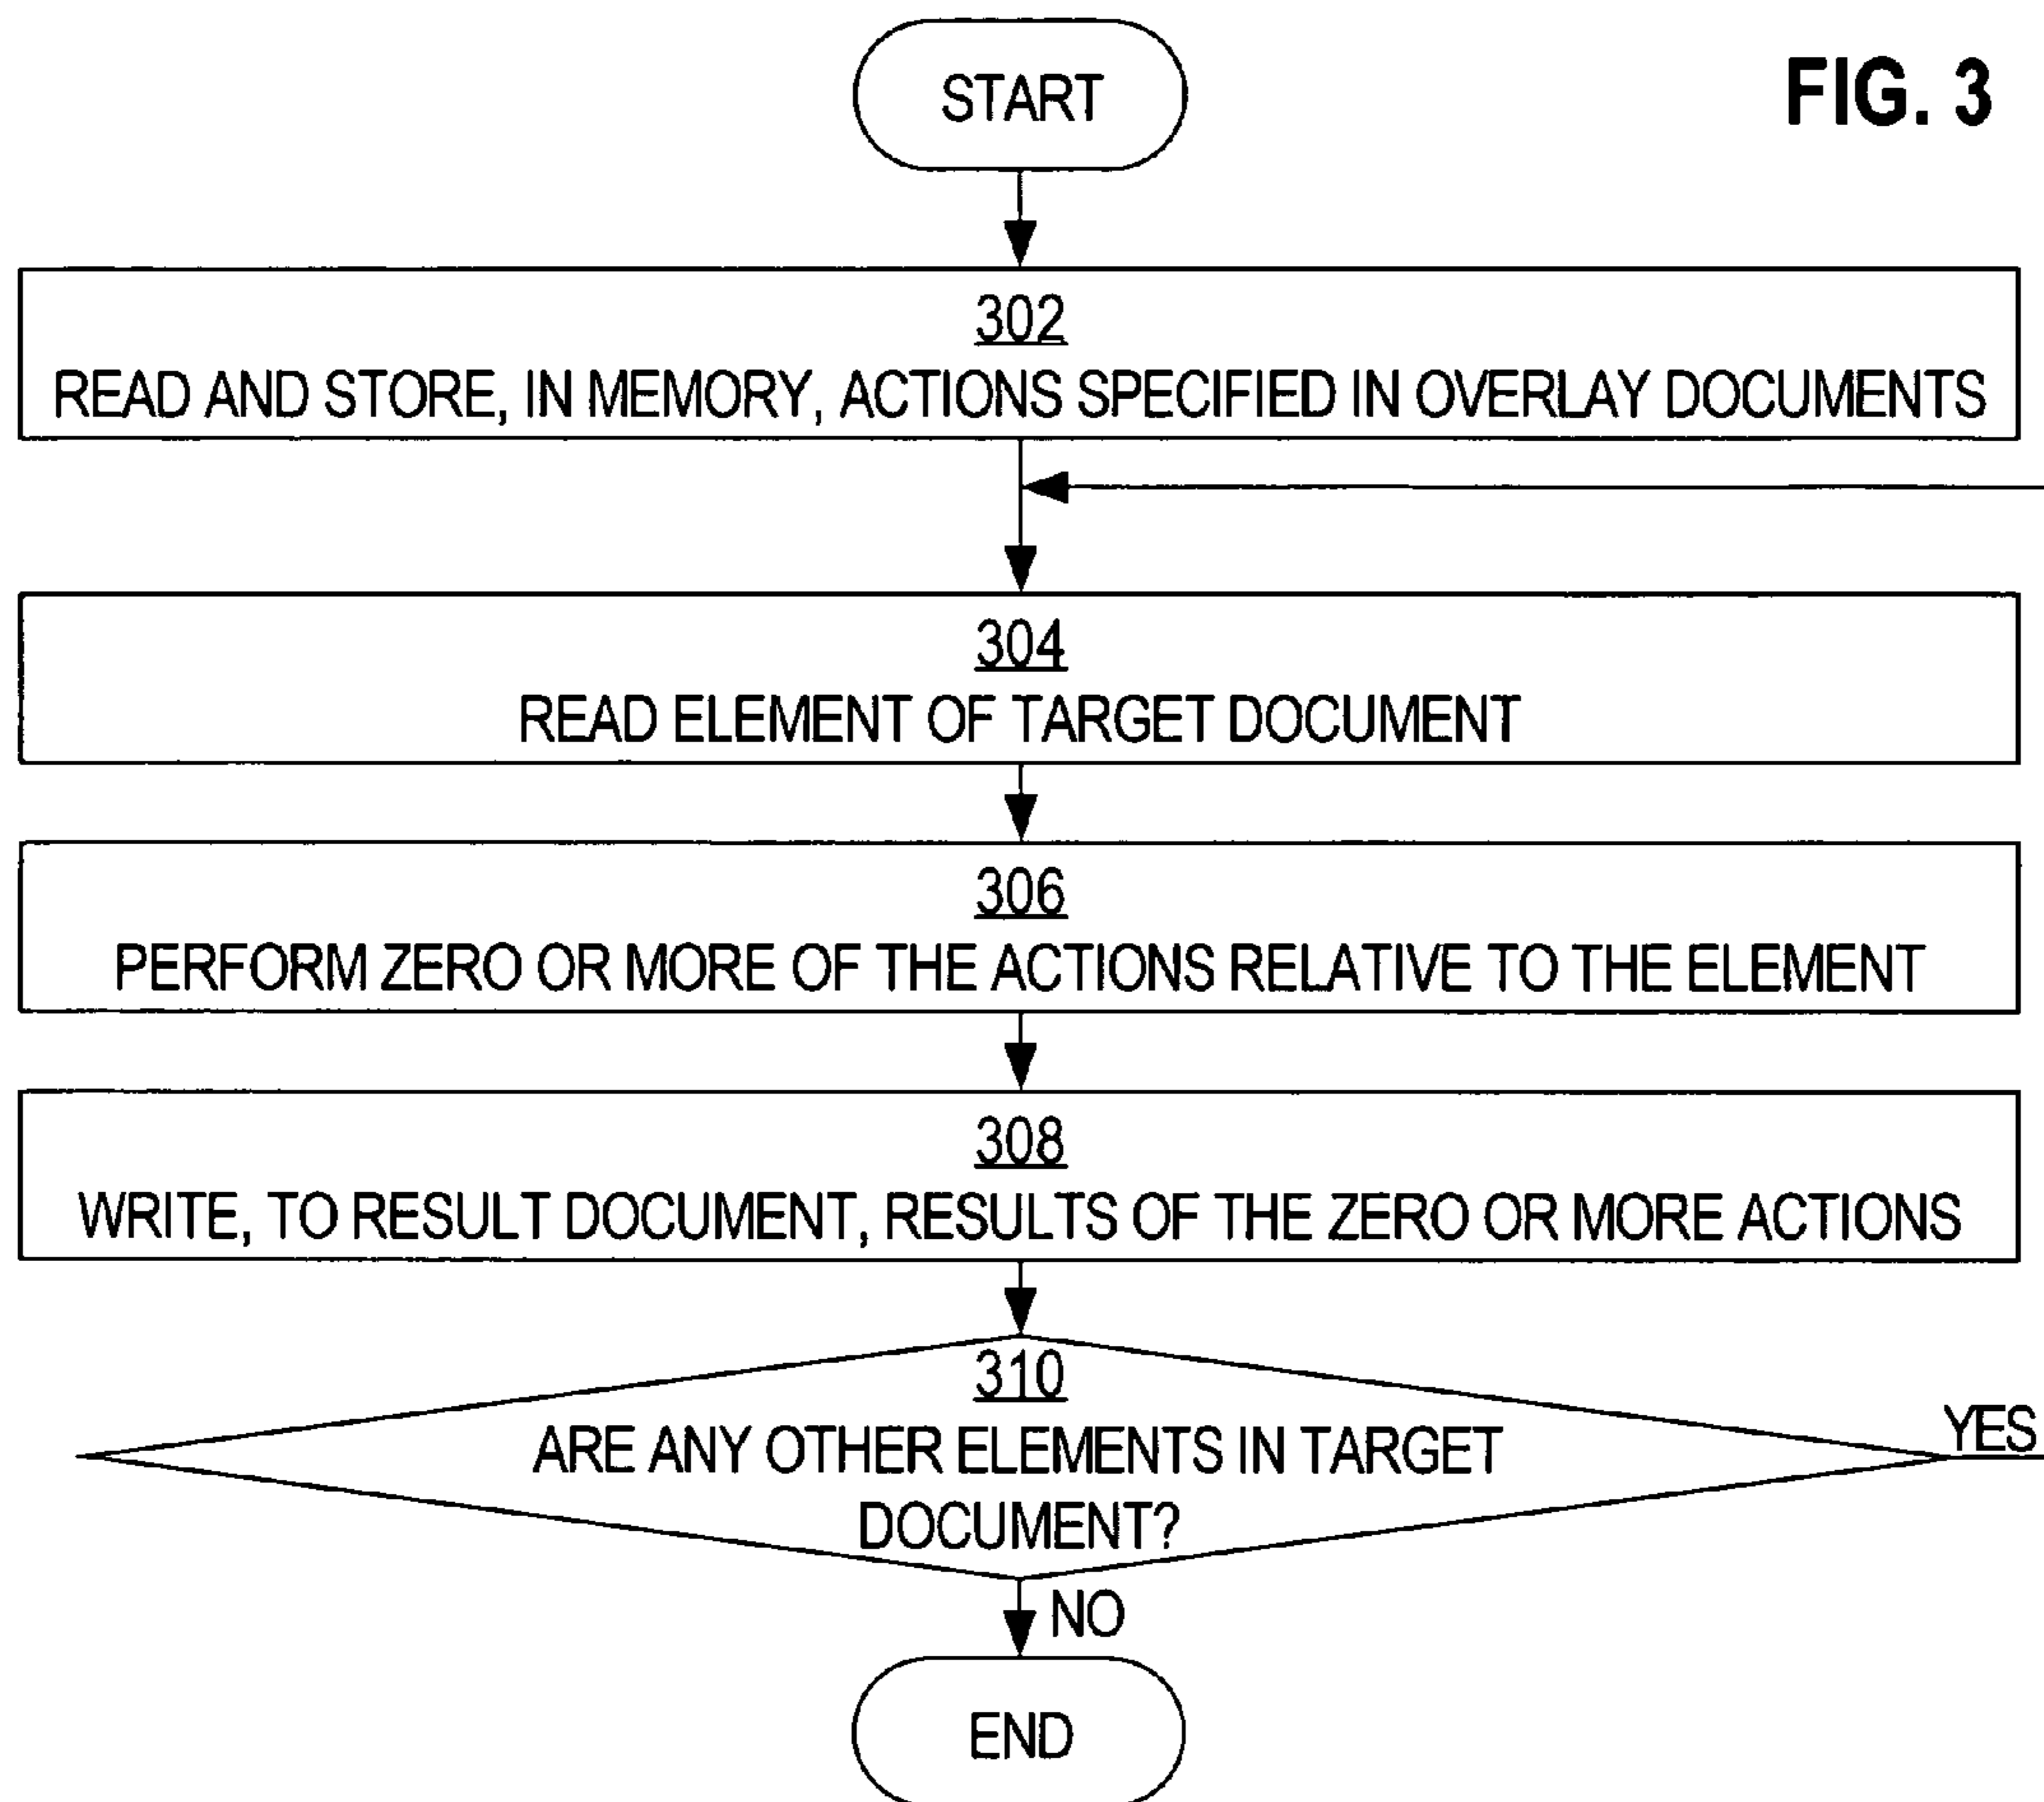 START
FIG. 3
302
READ AND STORE, IN MEMORY, ACTIONS SPECIFIED IN OVERLAY DOCUMENTS
304
READ ELEMENT OF TARGET DOCUMENT
306
PERFORM ZERO OR MORE OF THE ACTIONS RELATIVE TO THE ELEMENT
308
WRITE, TO RESULT DOCUMENT, RESULTS OF THE ZERO OR MORE ACTIONS
310
ARE ANY OTHER ELEMENTS IN TARGET
DOCUMENT?
YES
NO
END